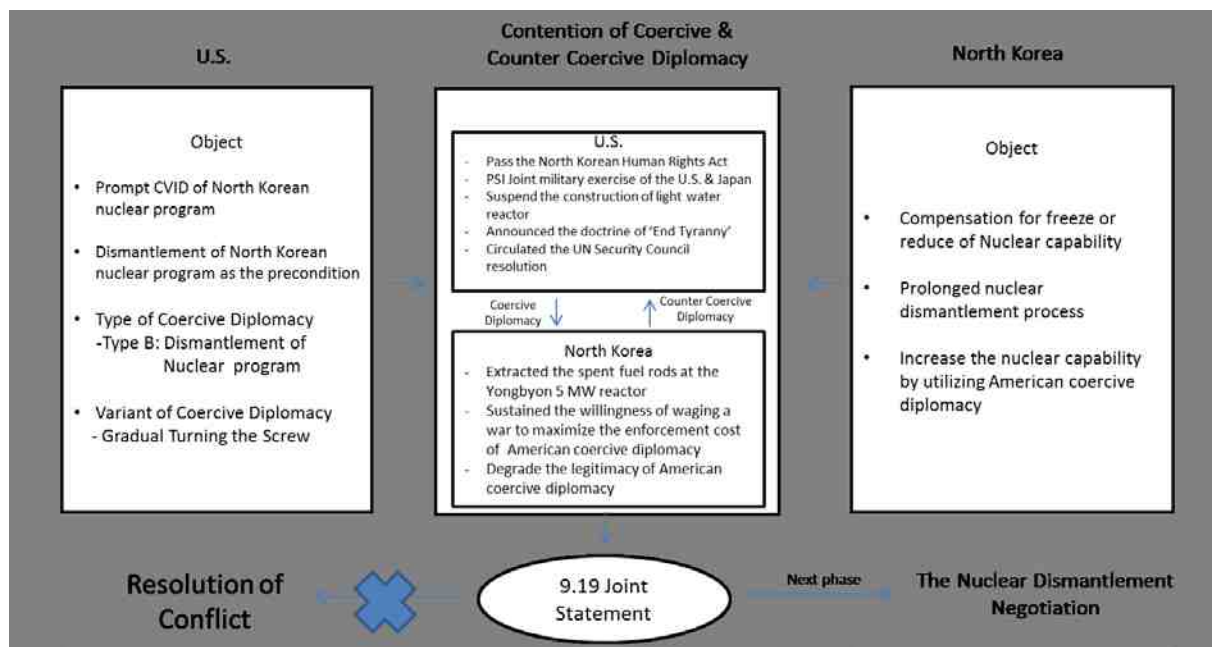 U.S.
Contention of Coercive &
Counter Coercive Diplomacy
North Korea
Object
• Prompt CVID of North Korean
nuclear program
• Dismantlement of North Korean
nuclear program as the precondition
• Type of Coercive Diplomacy
-Type B: Dismantlement of
Nuclear program
• Variant of Coercive Diplomacy
- Gradual Turning the Screw
U.S.
- Pass the North Korean Human Rights Act
- PSI Joint military exercise of the U.S. & Japan
- Suspend the construction of light water
reactor
- Announced the doctrine of 'End Tyranny'
- Circulated the UN Security Council
resolution
Coercive
Diplomacy
Counter Coercive
Diplomacy
North Korea
- Extracted the spent fuel rods at the
Yongbyon 5 MW reactor
- Sustained the willingness of waging a
war to maximize the enforcement cost
of American coercive diplomacy
- Degrade the legitimacy of American
coercive diplomacy
Object
• Compensation for freeze or
reduce of Nuclear capability
• Prolonged nuclear
dismantlement process
• Increase the nuclear capability
by utilizing American coercive
diplomacy
Resolution of
Conflict
9.19 Joint
Statement
Next phase
The Nuclear Dismantlement
Negotiation